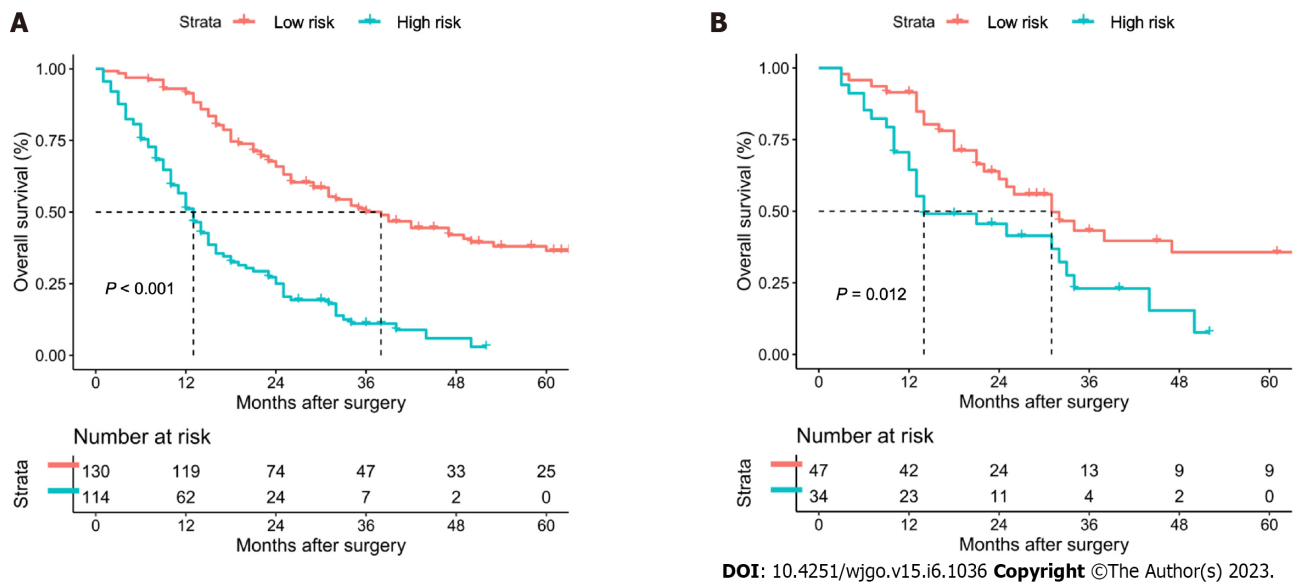 A
Strata Low risk High risk
1.00
0.75
0.50
0.25
0.00
Overall survival (%)
P < 0.001
0 12 24 36 48 60
Months after surgery
Number at risk
Strata
130 119 74 47 33 25
114 62 24 7 2 0
0 12 24 36 48 60
Months after surgery
B
Strata Low risk High risk
1.00
0.75
0.50
0.25
0.00
Overall survival (%)
P = 0.012
0 12 24 36 48 60
Months after surgery
Number at risk
Strata
47 42 24 13 9 9
34 23 11 4 2 0
0 12 24 36 48 60
Months after surgery
DOI: 10.4251/wjgo.v15.i6.1036 Copyright ©The Author(s) 2023.